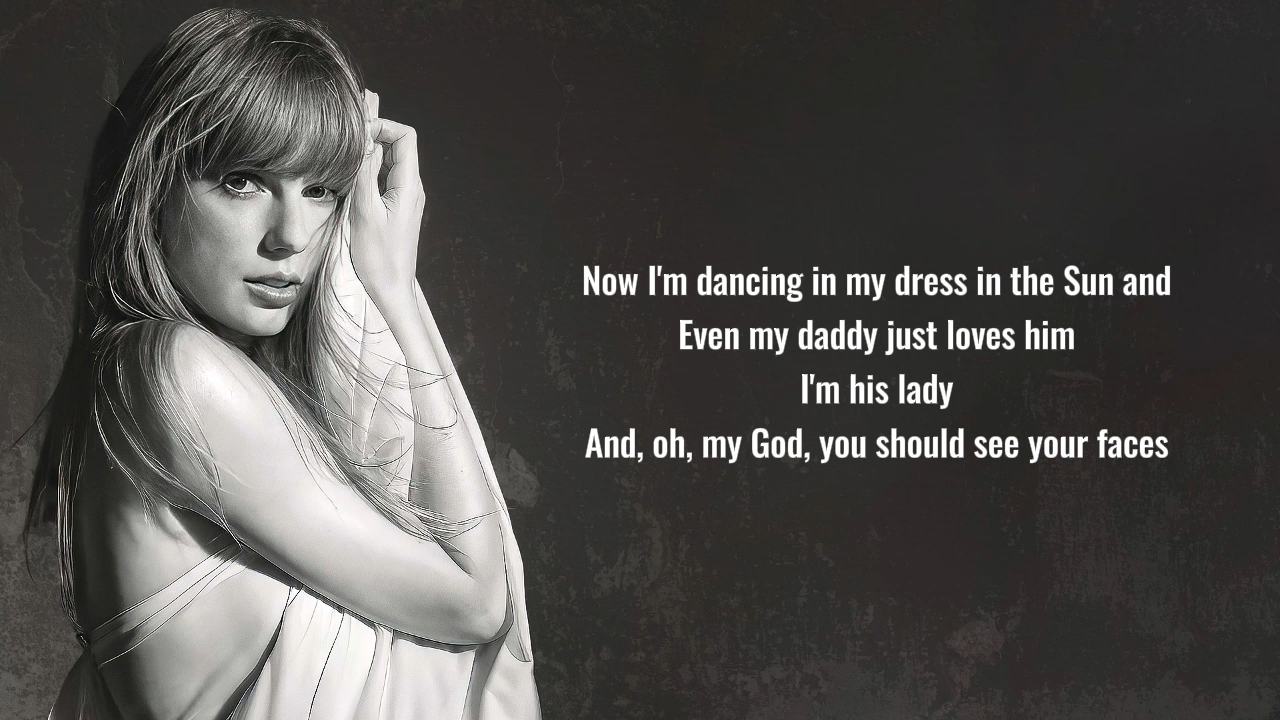 Now I'm dancing in my dress in the Sun and
Even my daddy just loves him
I'm his lady
And, oh, my God, you should see your faces